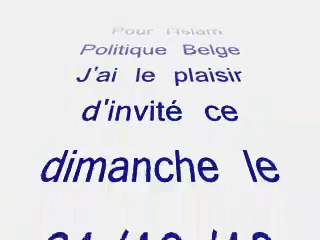 Pour l'Islam
Politique Belge
J'ai le plaisir
d'invité ce
dimanche le